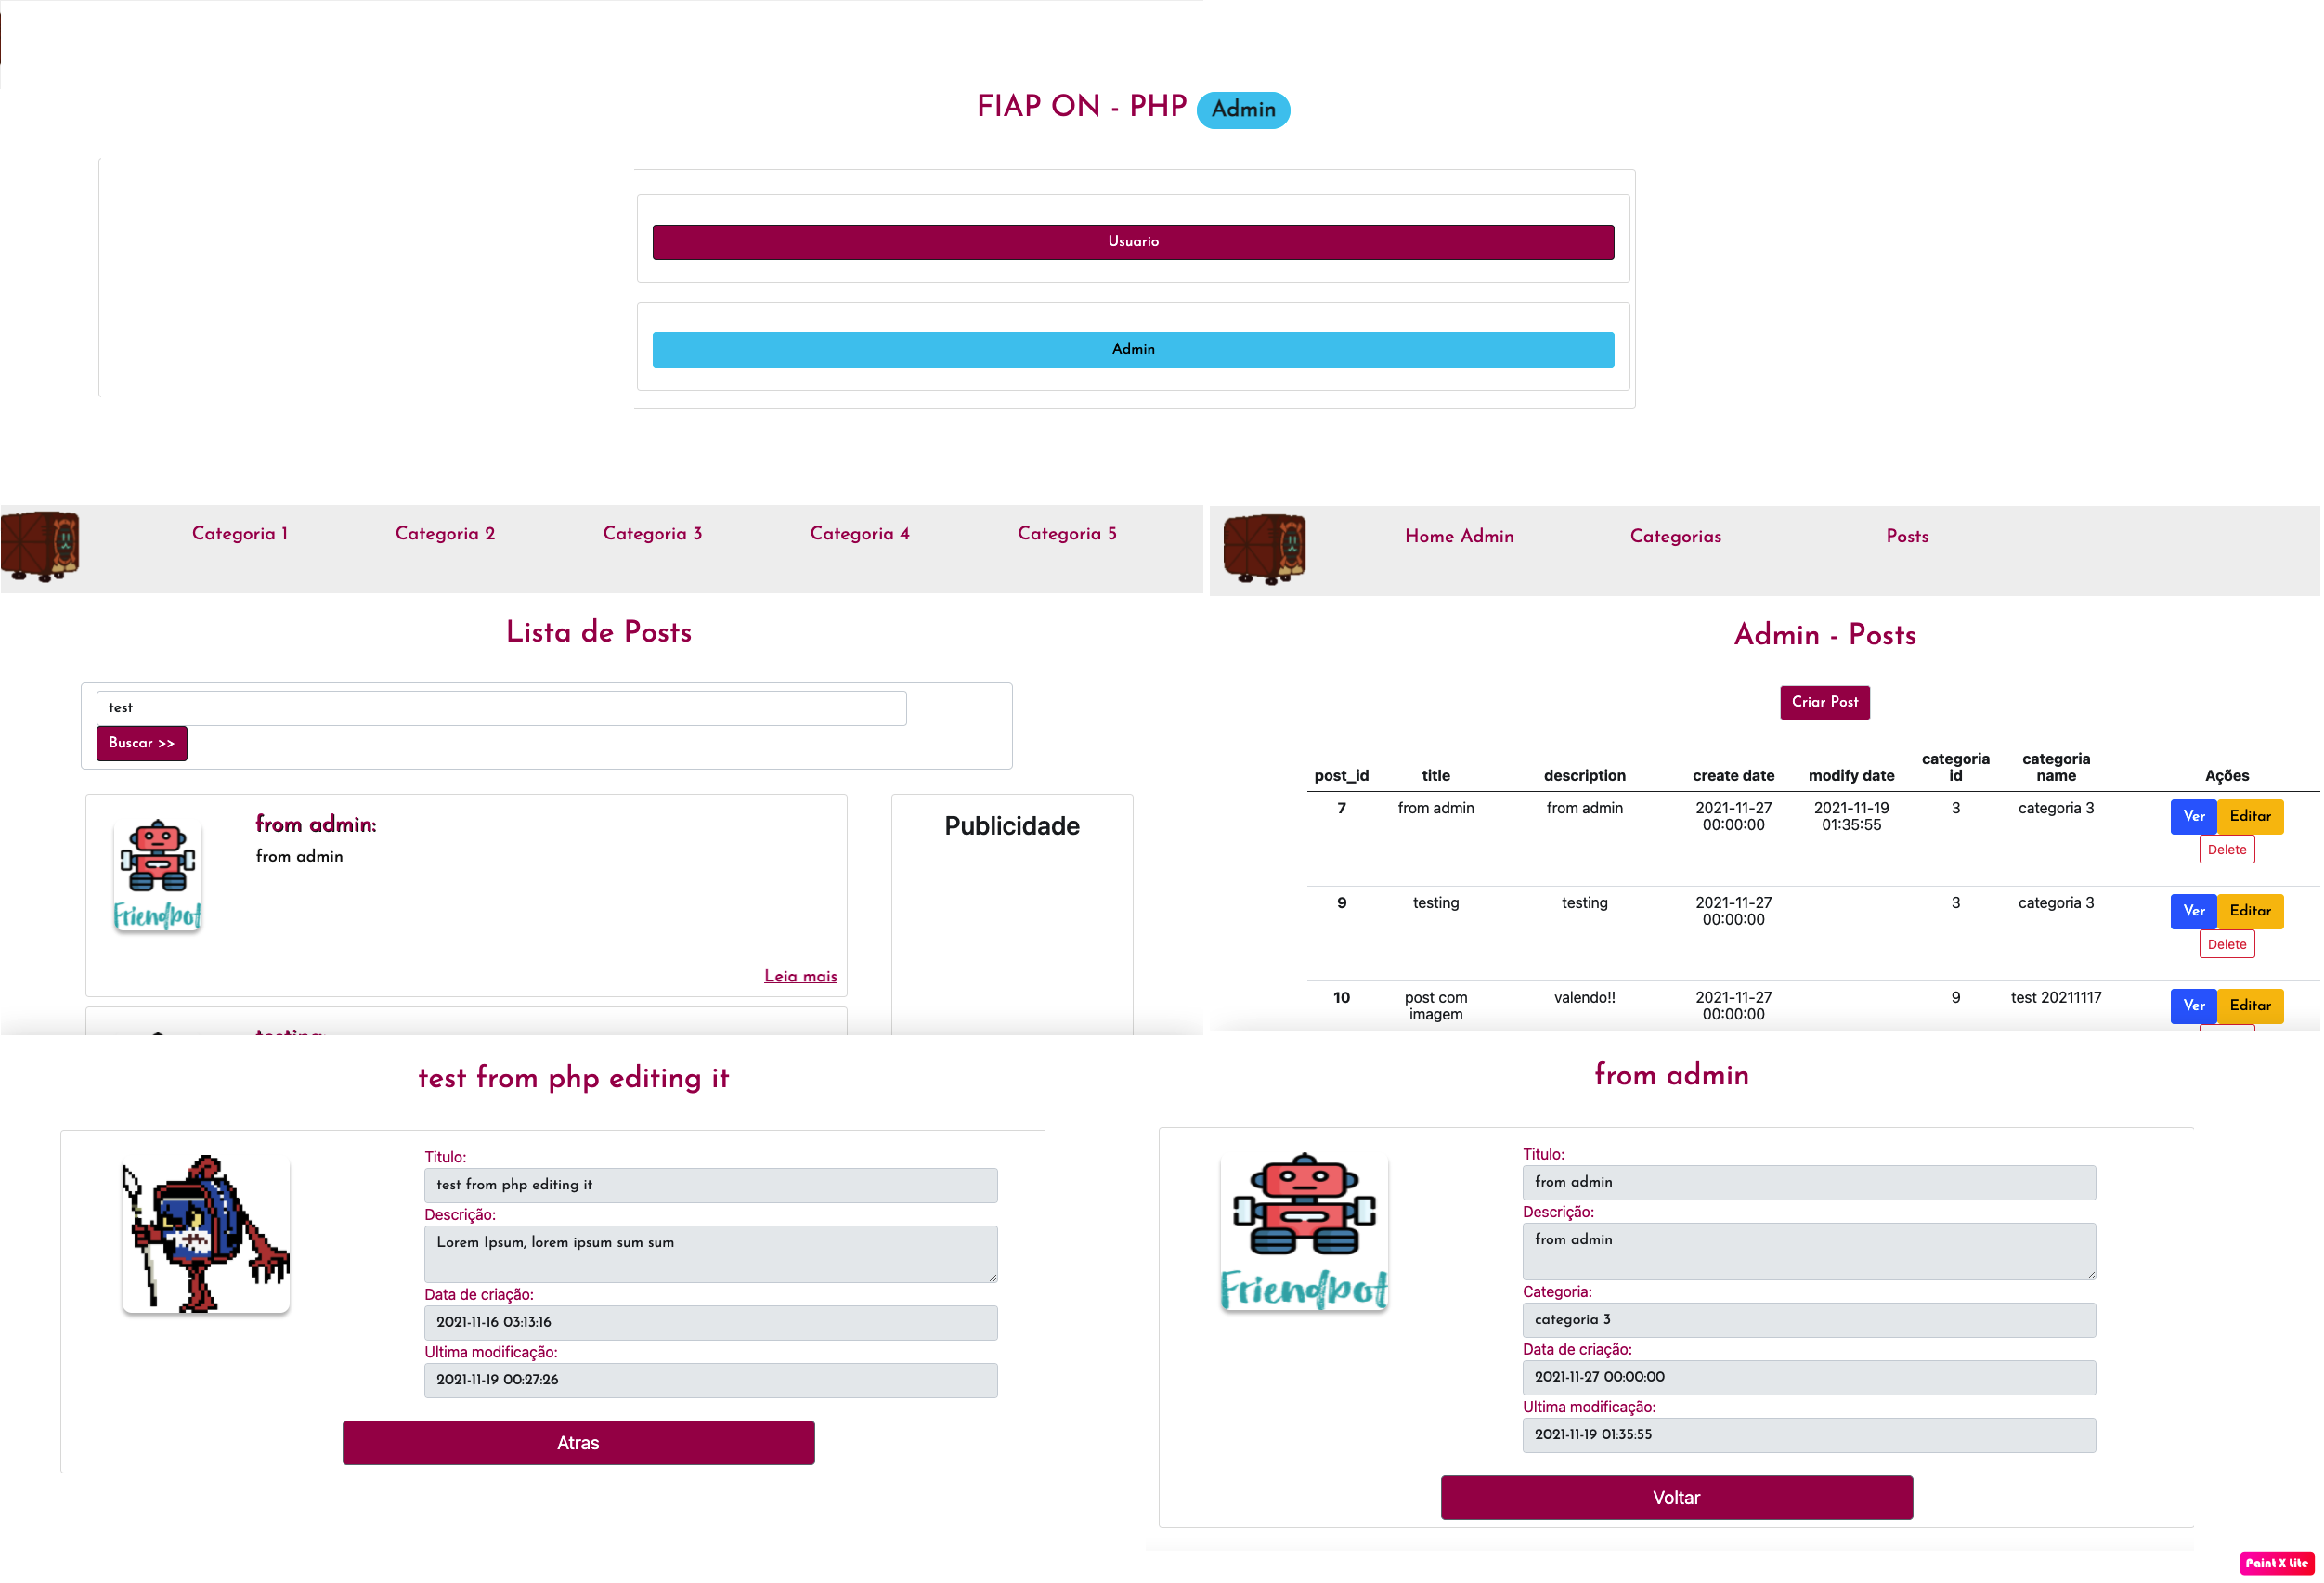 FIAP ON - PHP Admin
Usuario
Admin
Categoria 1 Categoria 2 Categoria 3 Categoria 4 Categoria 5
Lista de Posts
test
Buscar >>
from admin:
from admin
Friendbot
Leia mais
Publicidade
testing:
Home Admin Categorias Posts
Admin - Posts
Criar Post
post_id title description create date modify date categoria id categoria name Ações
7 from admin from admin 2021-11-27 00:00:00 2021-11-19 01:35:55 3 categoria 3 Ver Editar
Delete
9 testing testing 2021-11-27 00:00:00 3 categoria 3 Ver Editar
Delete
10 post com imagem valendo!! 2021-11-27 00:00:00 9 test 20211117 Ver Editar
test from php editing it
Titulo:
test from php editing it
Descrição:
Lorem Ipsum, lorem ipsum sum sum
Data de criação:
2021-11-16 03:13:16
Ultima modificação:
2021-11-19 00:27:26
Atras
from admin
Friendbot
Titulo:
from admin
Descrição:
from admin
Categoria:
categoria 3
Data de criação:
2021-11-27 00:00:00
Ultima modificação:
2021-11-19 01:35:55
Voltar
Paint X Lite